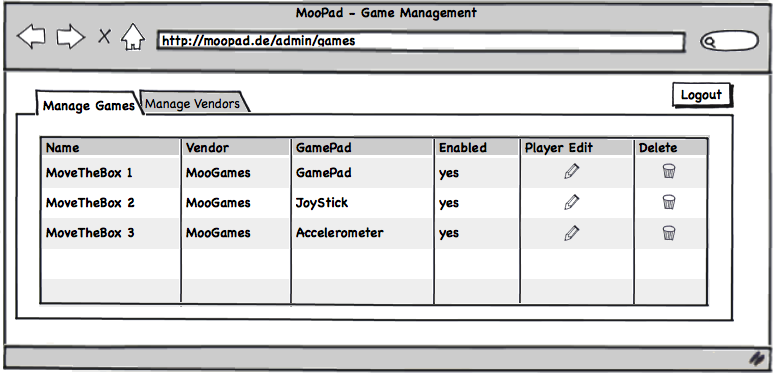 MooPad - Game Management
http://moopad.de/admin/games
Logout
Manage Games Manage Vendors
Name Vendor GamePad Enabled Player Edit Delete
MoveTheBox 1 MooGames GamePad yes
MoveTheBox 2 MooGames JoyStick yes
MoveTheBox 3 MooGames Accelerometer yes